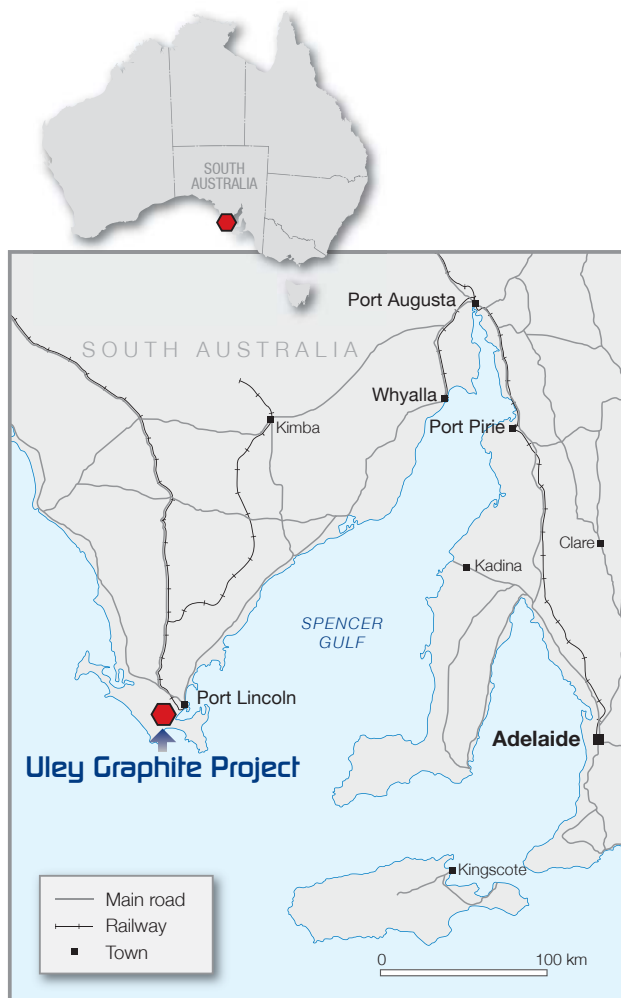 SOUTH
AUSTRALIA
Port Augusta
SOUTH AUSTRALIA
Whyalla
Kimba
Port Pirie
Clare
Kadina
SPENCER
GULF
Port Lincoln
Adelaide
Uley Graphite Project
Kingscote
Main road
Railway
Town
0 100 km